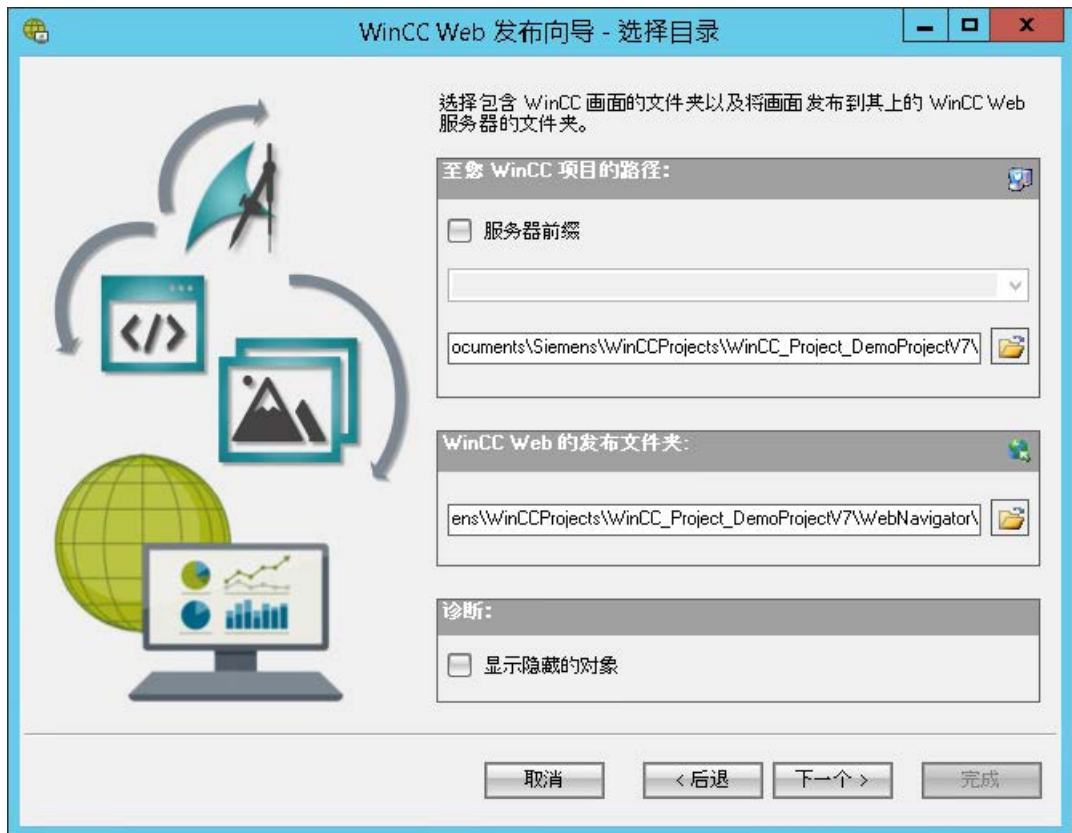 WinCC Web 发布向导 - 选择目录
选择包含 WinCC 画面的文件夹以及将画面发布到其上的 WinCC Web
服务器的文件夹。
至您 WinCC 项目的路径:
服务器前缀
ocuments\Siemens\WinCCProjects\WinCC_Project_DemoProjectV7\
WinCC Web 的发布文件夹:
ens\WinCCProjects\WinCC_Project_DemoProjectV7\WebNavigator\
诊断:
显示隐藏的对象
</>
取消
< 后退
下一个 >
完成